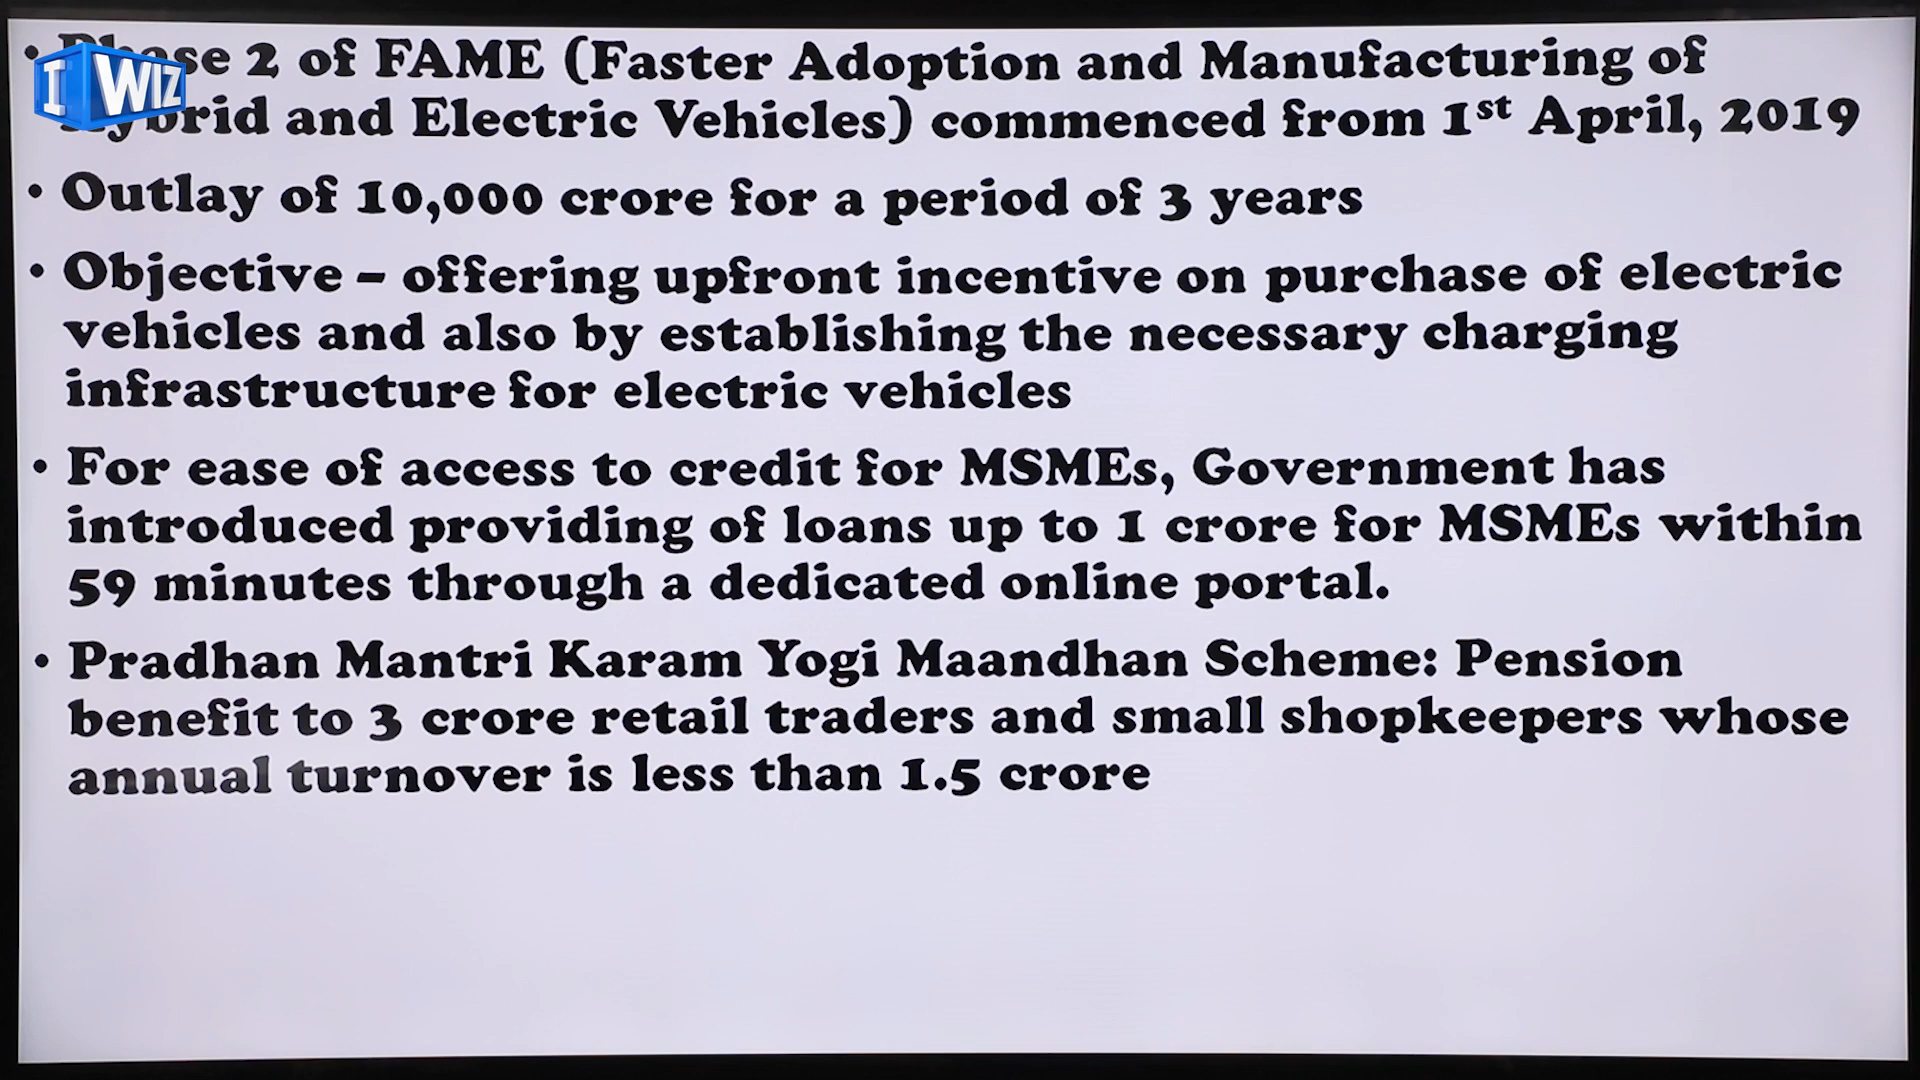 I WIZ
• Phase 2 of FAME (Faster Adoption and Manufacturing of
Hybrid and Electric Vehicles) commenced from 1st April, 2019
• Outlay of 10,000 crore for a period of 3 years
• Objective – offering upfront incentive on purchase of electric
vehicles and also by establishing the necessary charging
infrastructure for electric vehicles
• For ease of access to credit for MSMEs, Government has
introduced providing of loans up to 1 crore for MSMEs within
59 minutes through a dedicated online portal.
• Pradhan Mantri Karam Yogi Maandhan Scheme: Pension
benefit to 3 crore retail traders and small shopkeepers whose
annual turnover is less than 1.5 crore